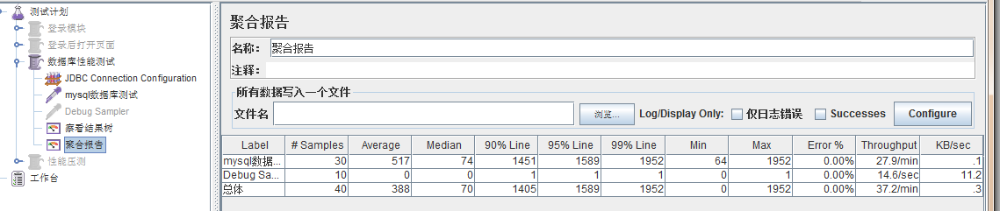 测试计划
登录模块
登录后打开页面
数据库性能测试
JDBC Connection Configuration
mysql数据库测试
Debug Sampler
察看结果树
聚合报告
性能压测
工作台
聚合报告
名称： 聚合报告
注释：
所有数据写入一个文件
文件名 浏览... Log/Display Only: 仅日志错误 Successes Configure
Label # Samples Average Median 90% Line 95% Line 99% Line Min Max Error % Throughput KB/sec
mysql数据... 30 517 74 1451 1589 1952 64 1952 0.00% 27.9/min .1
Debug Sa... 10 0 0 1 1 1 0 1 0.00% 14.6/sec 11.2
总体 40 388 70 1405 1589 1952 0 1952 0.00% 37.2/min .3